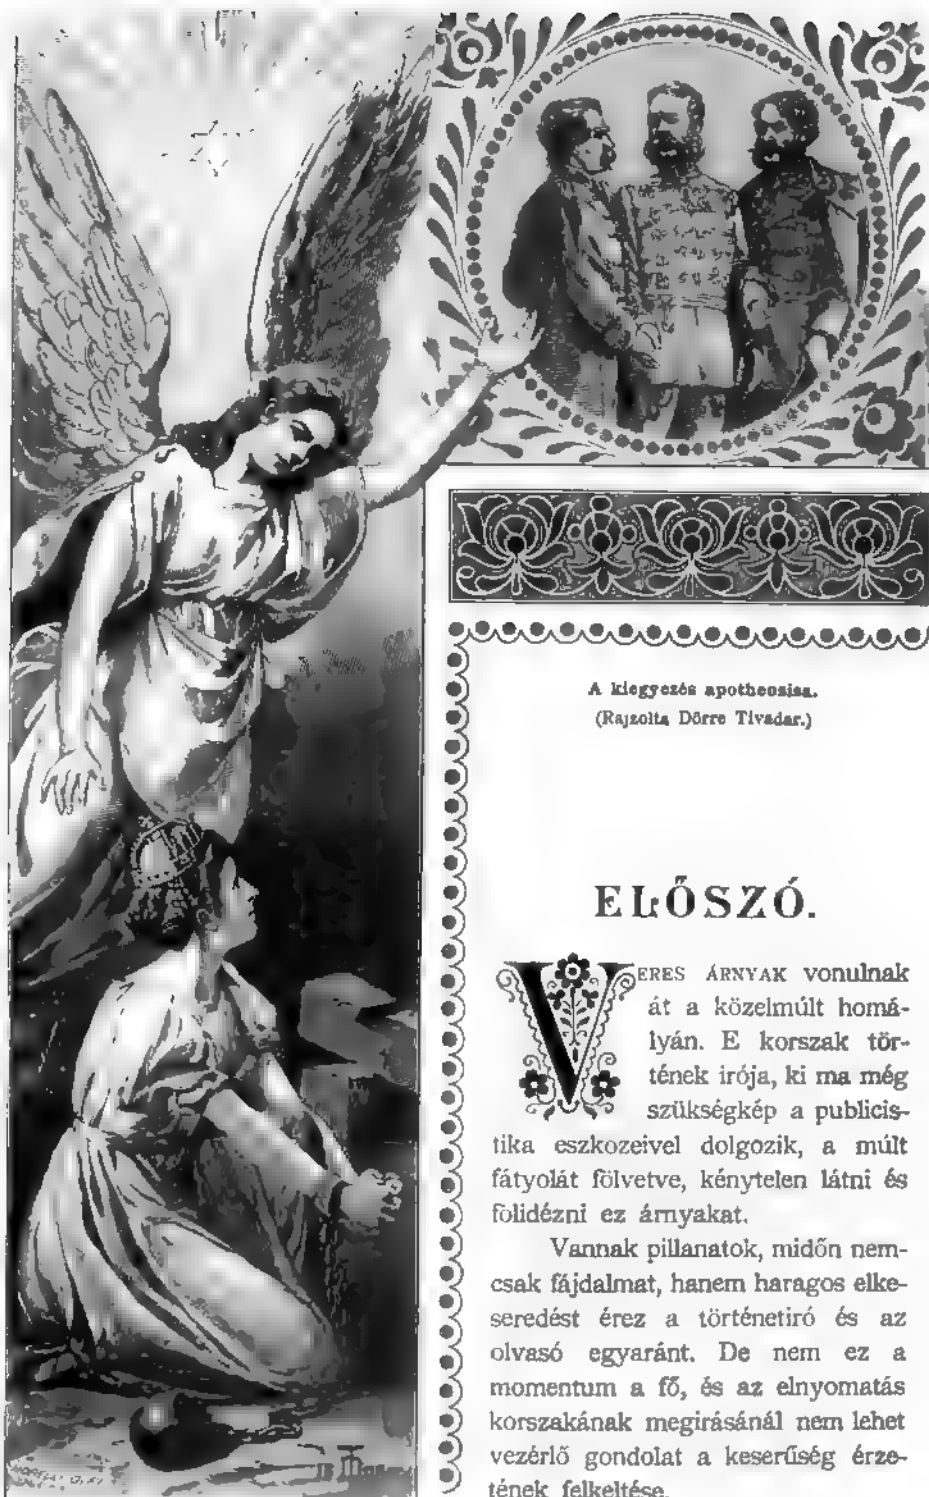 A kiegyezés apotheosisa.
(Rajzolta Dörre Tivadar.)
ELŐSZÓ.
VERES ÁRNYAK vonulnak
át a közelmúlt homá-
lyán. E korszak tör-
tének irója, ki ma még
szükségkép a publicis-
tika eszkozeivel dolgozik, a múlt
fátyolát fölvetve, kénytelen látni és
fölidézni ez árnyakat.
Vannak pillanatok, midőn nem-
csak fájdalmat, hanem haragos elke-
seredést érez a történetiró és az
olvasó egyaránt. De nem ez a
momentum a fő, és az elnyomatás
korszakának megirásánál nem lehet
vezérlő gondolat a keserűség érze-
tének felkeltése.